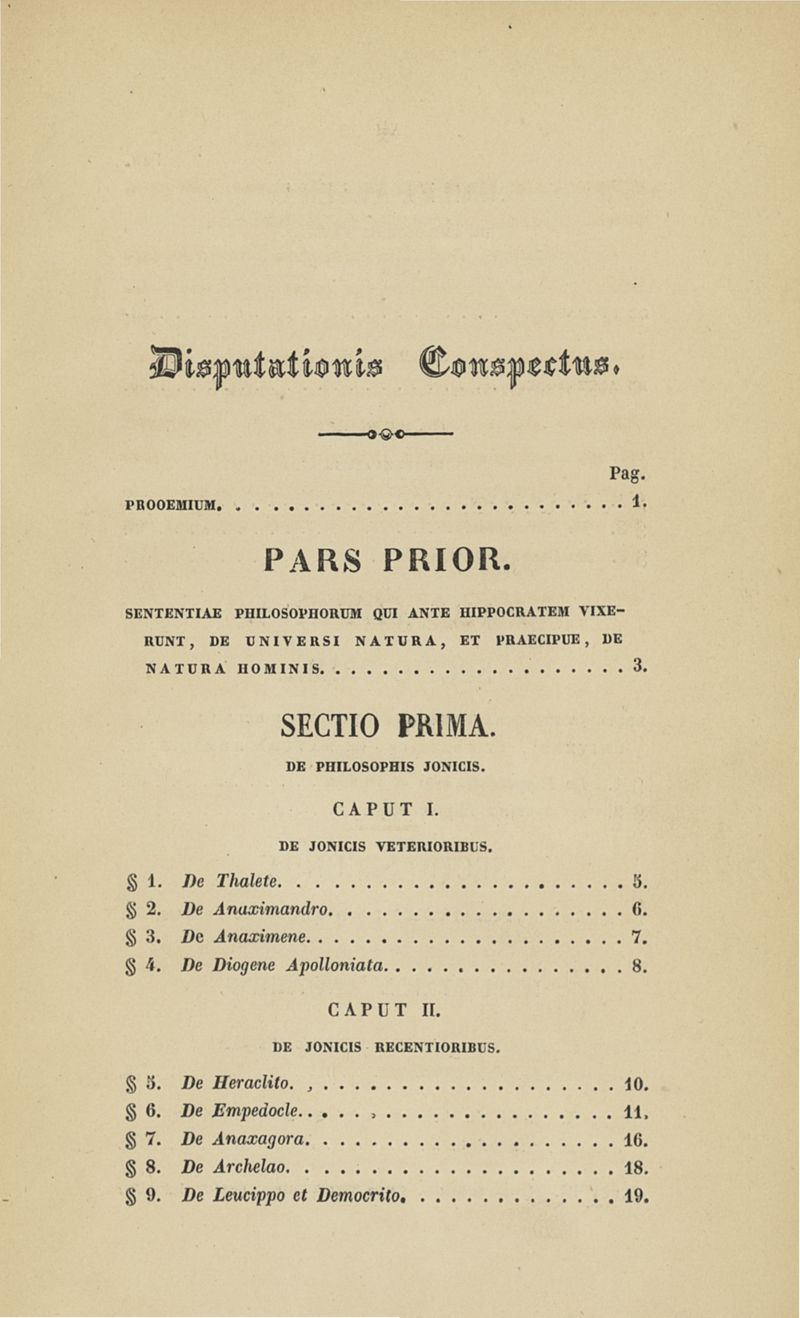 Disputationis Conspectus.
Pag.
PROOEMIUM. . . . . . . . . . . . . . . . . . . . . . . . . . 1.
PARS PRIOR.
SENTENTIAE PHILOSOPHORUM QUI ANTE HIPPOCRATEM VIXE-
RUNT, DE UNIVERSI NATURA, ET PRAECIPUE, DE
NATURA HOMINIS. . . . . . . . . . . . . . . . . . . . 3.
SECTIO PRIMA.
DE PHILOSOPHIS JONICIS.
CAPUT I.
DE JONICIS VETERIORIBUS.
§ 1. De Thalete. . . . . . . . . . . . . . . . . . . . . . 5.
§ 2. De Anaximandro. . . . . . . . . . . . . . . . . . . 6.
§ 3. De Anaximene. . . . . . . . . . . . . . . . . . . . 7.
§ 4. De Diogene Apolloniata. . . . . . . . . . . . . . . 8.
CAPUT II.
DE JONICIS RECENTIORIBUS.
§ 5. De Heraclito. . . . . . . . . . . . . . . . . . . . 10.
§ 6. De Empedocle. . . . . . . . . . . . . . . . . . . . 11.
§ 7. De Anaxagora. . . . . . . . . . . . . . . . . . . . 16.
§ 8. De Archelao. . . . . . . . . . . . . . . . . . . . . 18.
§ 9. De Leucippo et Democrito. . . . . . . . . . . . . . 19.